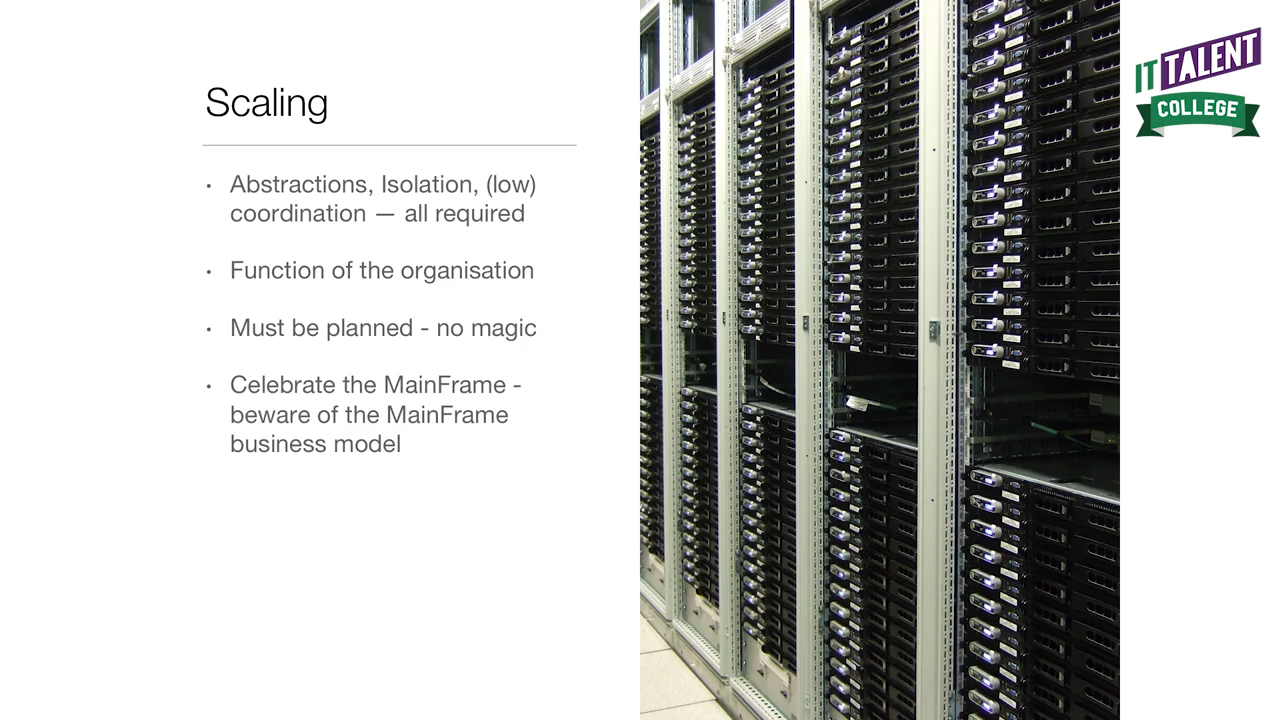 Scaling
• Abstractions, Isolation, (low)
coordination — all required
• Function of the organisation
• Must be planned - no magic
• Celebrate the MainFrame -
beware of the MainFrame
business model
IT TALENT
COLLEGE